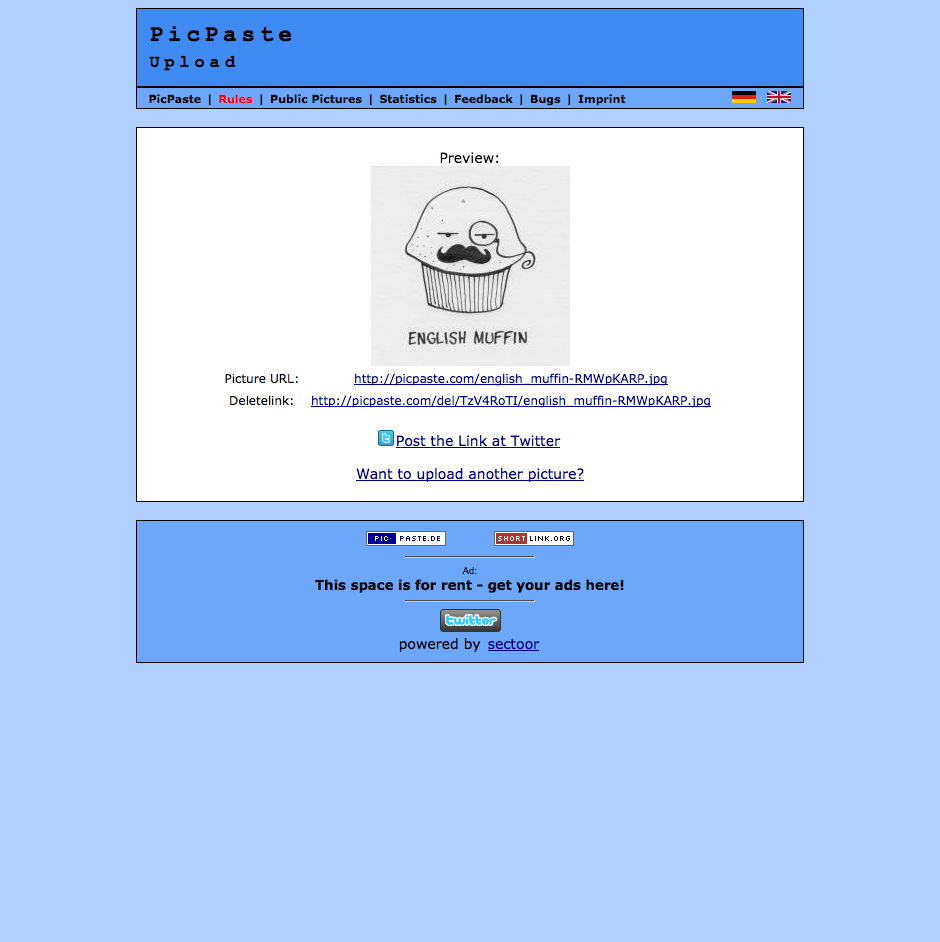 PicPaste
Upload
PicPaste | Rules | Public Pictures | Statistics | Feedback | Bugs | Imprint
Preview:
ENGLISH MUFFIN
Picture URL: http://picpaste.com/english_muffin-RMWpKARP.jpg
Deletelink: http://picpaste.com/del/TzV4RoTI/english_muffin-RMWpKARP.jpg
Post the Link at Twitter
Want to upload another picture?
PIC PASTE.DE SHORT LINK.ORG
Ad:
This space is for rent - get your ads here!
twitter
powered by sectoor